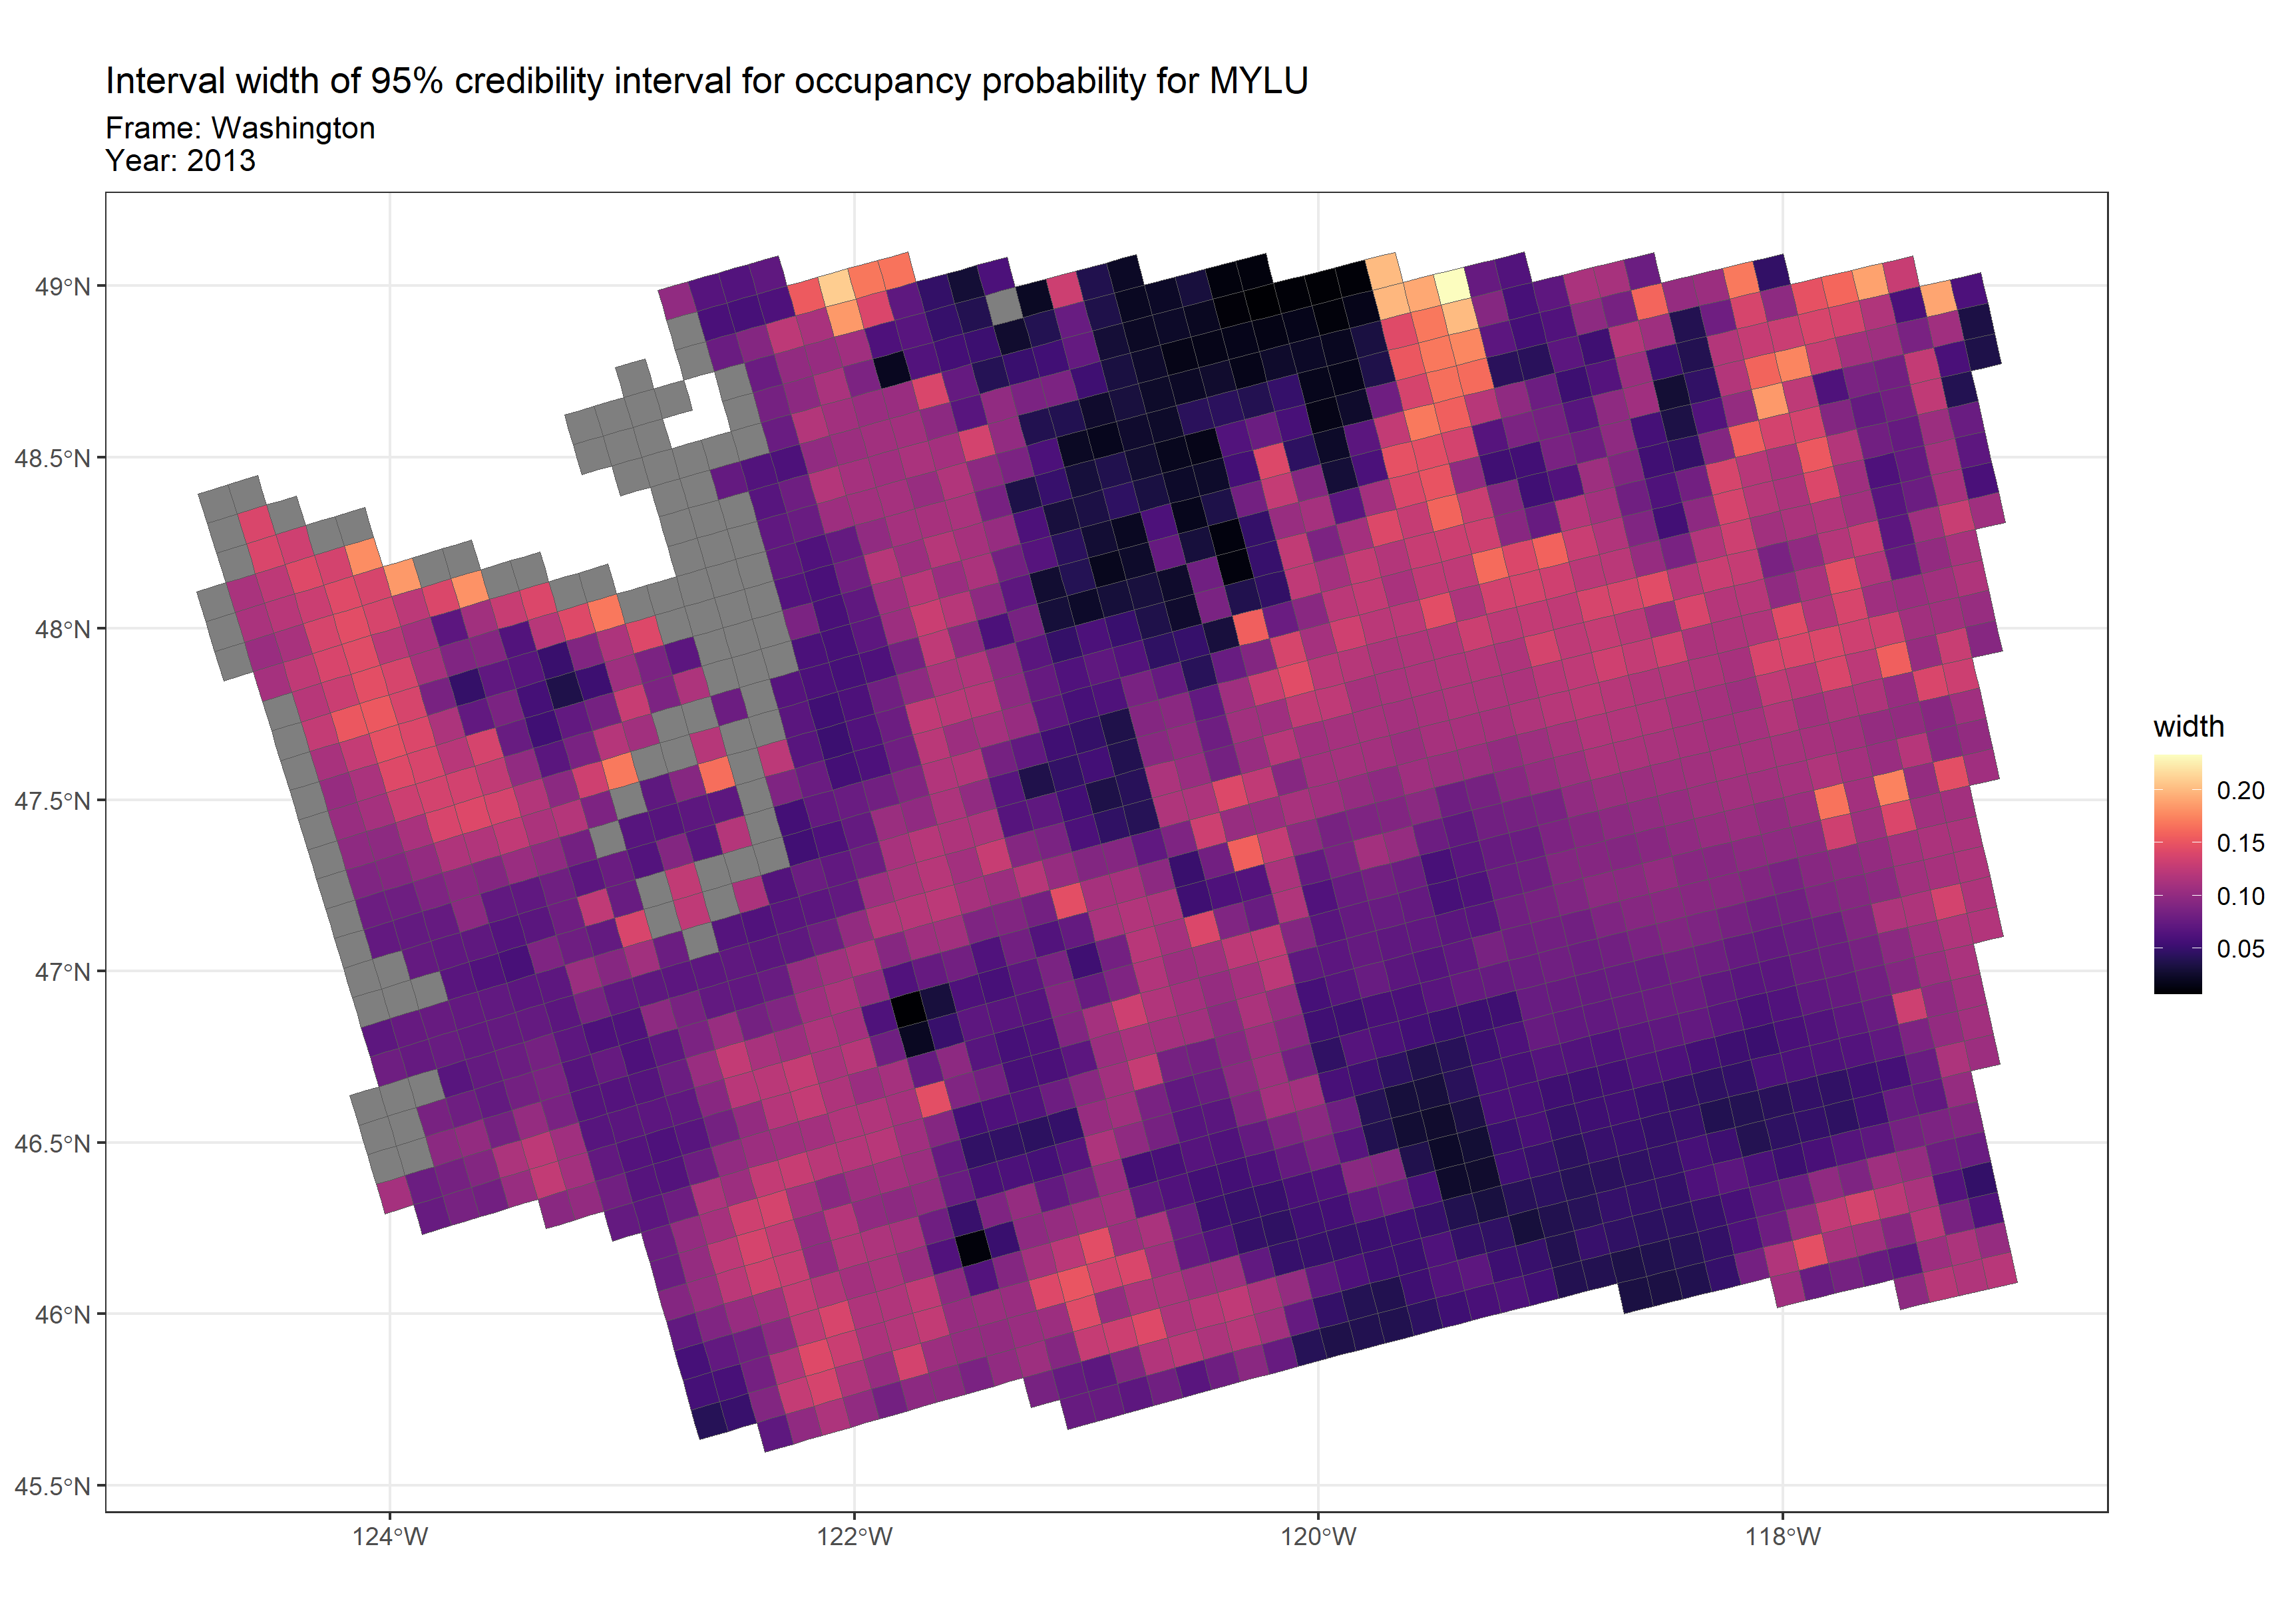 Interval width of 95% credibility interval for occupancy probability for MYLU
Frame: Washington
Year: 2013
49°N
48.5°N
48°N
47.5°N
47°N
46.5°N
46°N
45.5°N
124°W
122°W
120°W
118°W
width
0.20
0.15
0.10
0.05